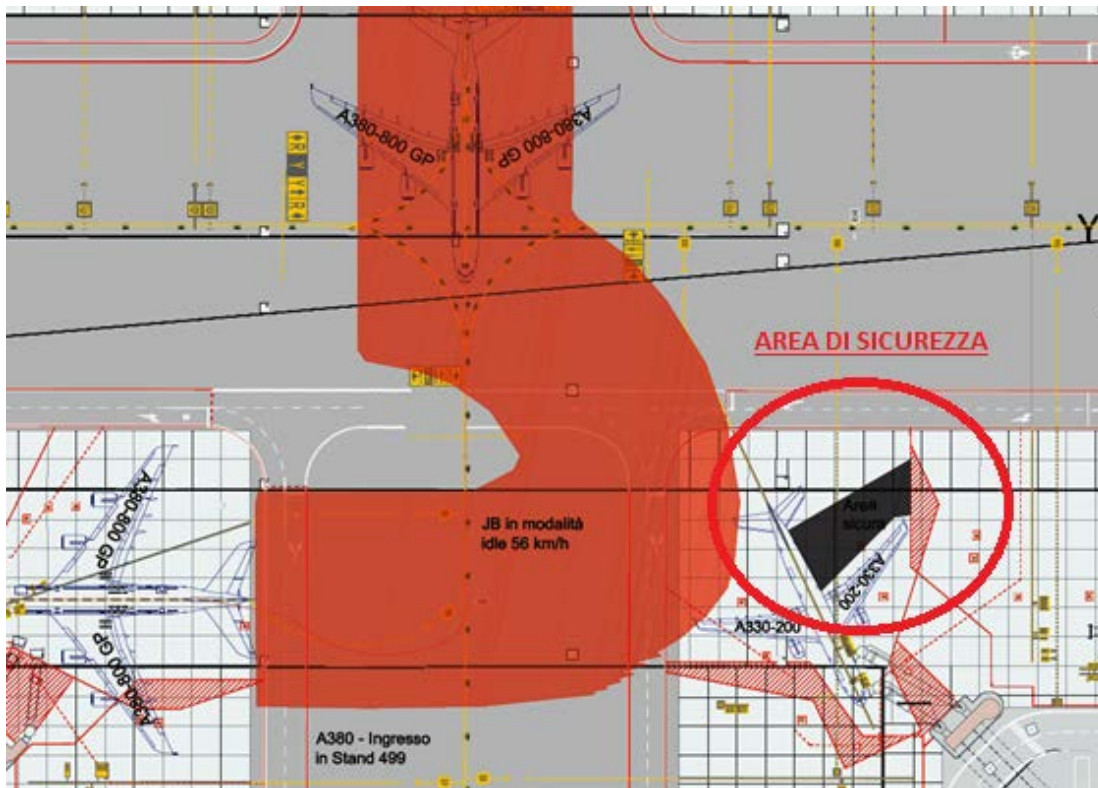 A380-800 GP
A380-800 GP
R
Y
Y
R
Y
AREA DI SICUREZZA
A380-800 GP
A380-800 GP
JB in modalità
idle 56 km/h
Area
sicura
A330-200
A330-200
A380 - Ingresso
in Stand 499